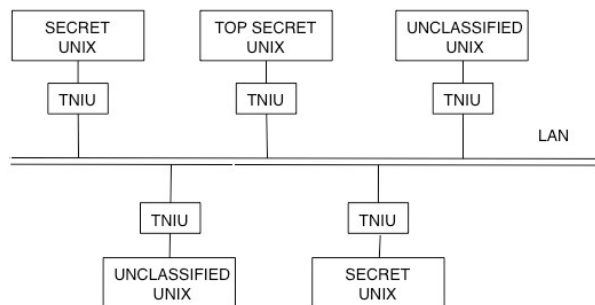 SECRET
UNIX
TOP SECRET
UNIX
UNCLASSIFIED
UNIX
TNIU
TNIU
TNIU
LAN
TNIU
TNIU
UNCLASSIFIED
UNIX
SECRET
UNIX